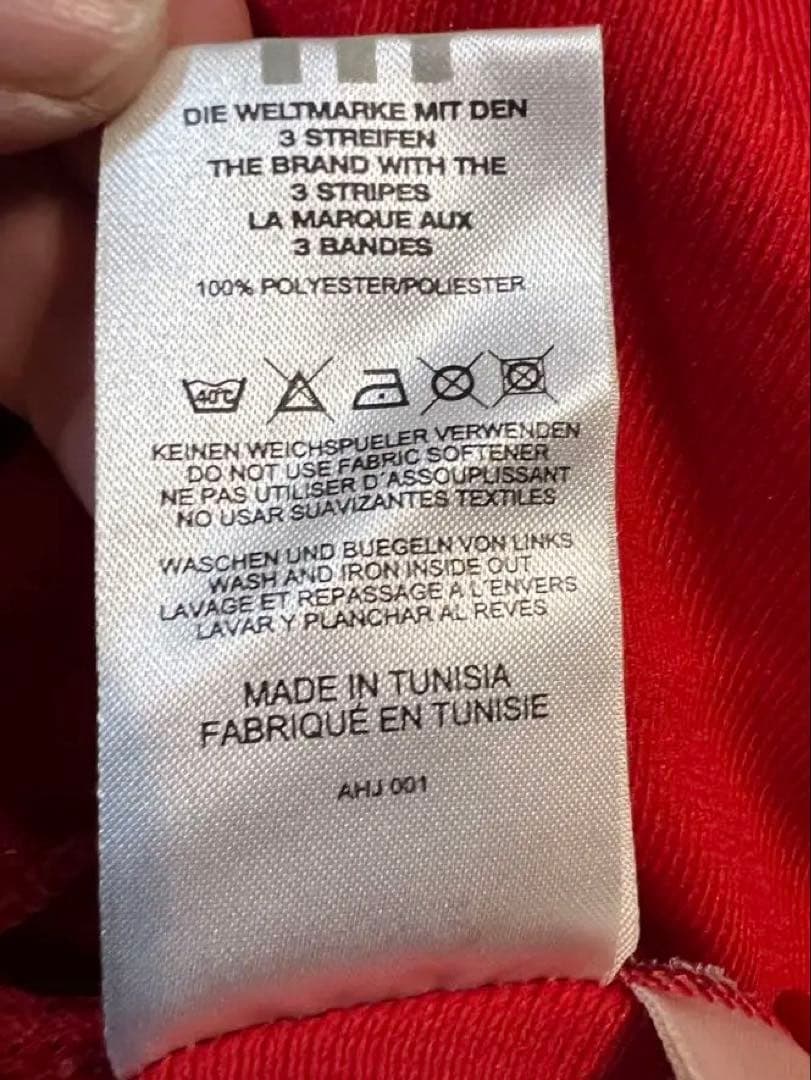 DIE WELTMARKE MIT DEN
3 STREIFEN
THE BRAND WITH THE
3 STRIPES
LA MARQUE AUX
3 BANDES
100% POLYESTER/POLIESTER
40°C
KEINEN WEICHSPUELER VERWENDEN
DO NOT USE FABRIC SOFTENER
NE PAS UTILISER D'ASSOUPLISSANT
NO USAR SUAVIZANTES TEXTILES
WASCHEN UND BUEGELN VON LINKS
WASH AND IRON INSIDE OUT
LAVAGE ET REPASSAGE A L'ENVERS
LAVAR Y PLANCHAR AL REVES
MADE IN TUNISIA
FABRIQUÉ EN TUNISIE
AHJ 001